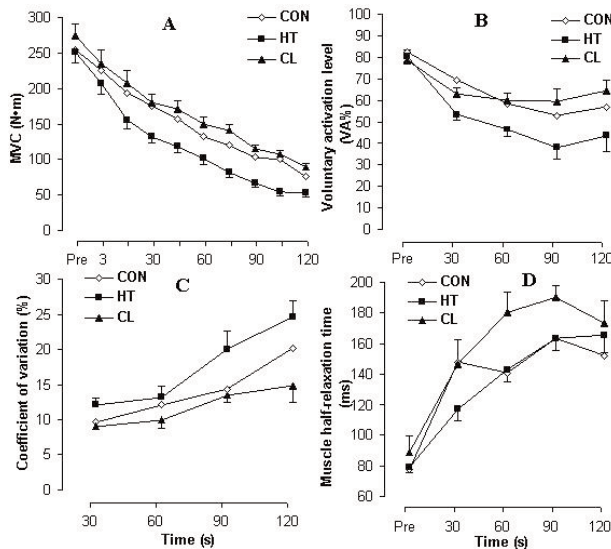 A
CON
HT
CL
MVC (N•m)
300
250
200
150
100
50
0
Pre 3 30 60 90 120
B
CON
HT
CL
Voluntary activation level
(VA%)
100
90
80
70
60
50
40
30
20
10
0
Pre 30 60 90 120
C
CON
HT
CL
Coefficient of variation (%)
30
25
20
15
10
5
0
30 60 90 120
Time (s)
D
CON
HT
CL
Muscle half-relaxation time
(ms)
200
180
160
140
120
100
80
60
Pre 30 60 90 120
Time (s)